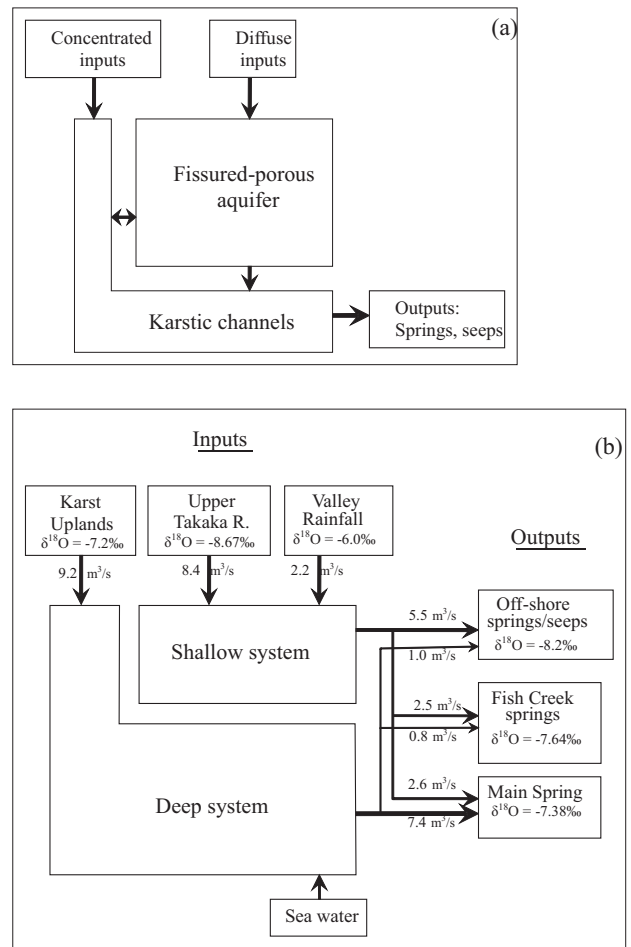 (a)
Concentrated
inputs
Diffuse
inputs
Fissured-porous
aquifer
Karstic channels
Outputs:
Springs, seeps
(b)
Inputs
Karst
Uplands
δ¹⁸O = -7.2‰
Upper
Takaka R.
δ¹⁸O = -8.67‰
Valley
Rainfall
δ¹⁸O = -6.0‰
Outputs
9.2 m³/s
8.4 m³/s
2.2 m³/s
Shallow system
5.5 m³/s
1.0 m³/s
Off-shore
springs/seeps
δ¹⁸O = -8.2‰
2.5 m³/s
0.8 m³/s
Fish Creek
springs
δ¹⁸O = -7.64‰
Deep system
2.6 m³/s
7.4 m³/s
Main Spring
δ¹⁸O = -7.38‰
Sea water